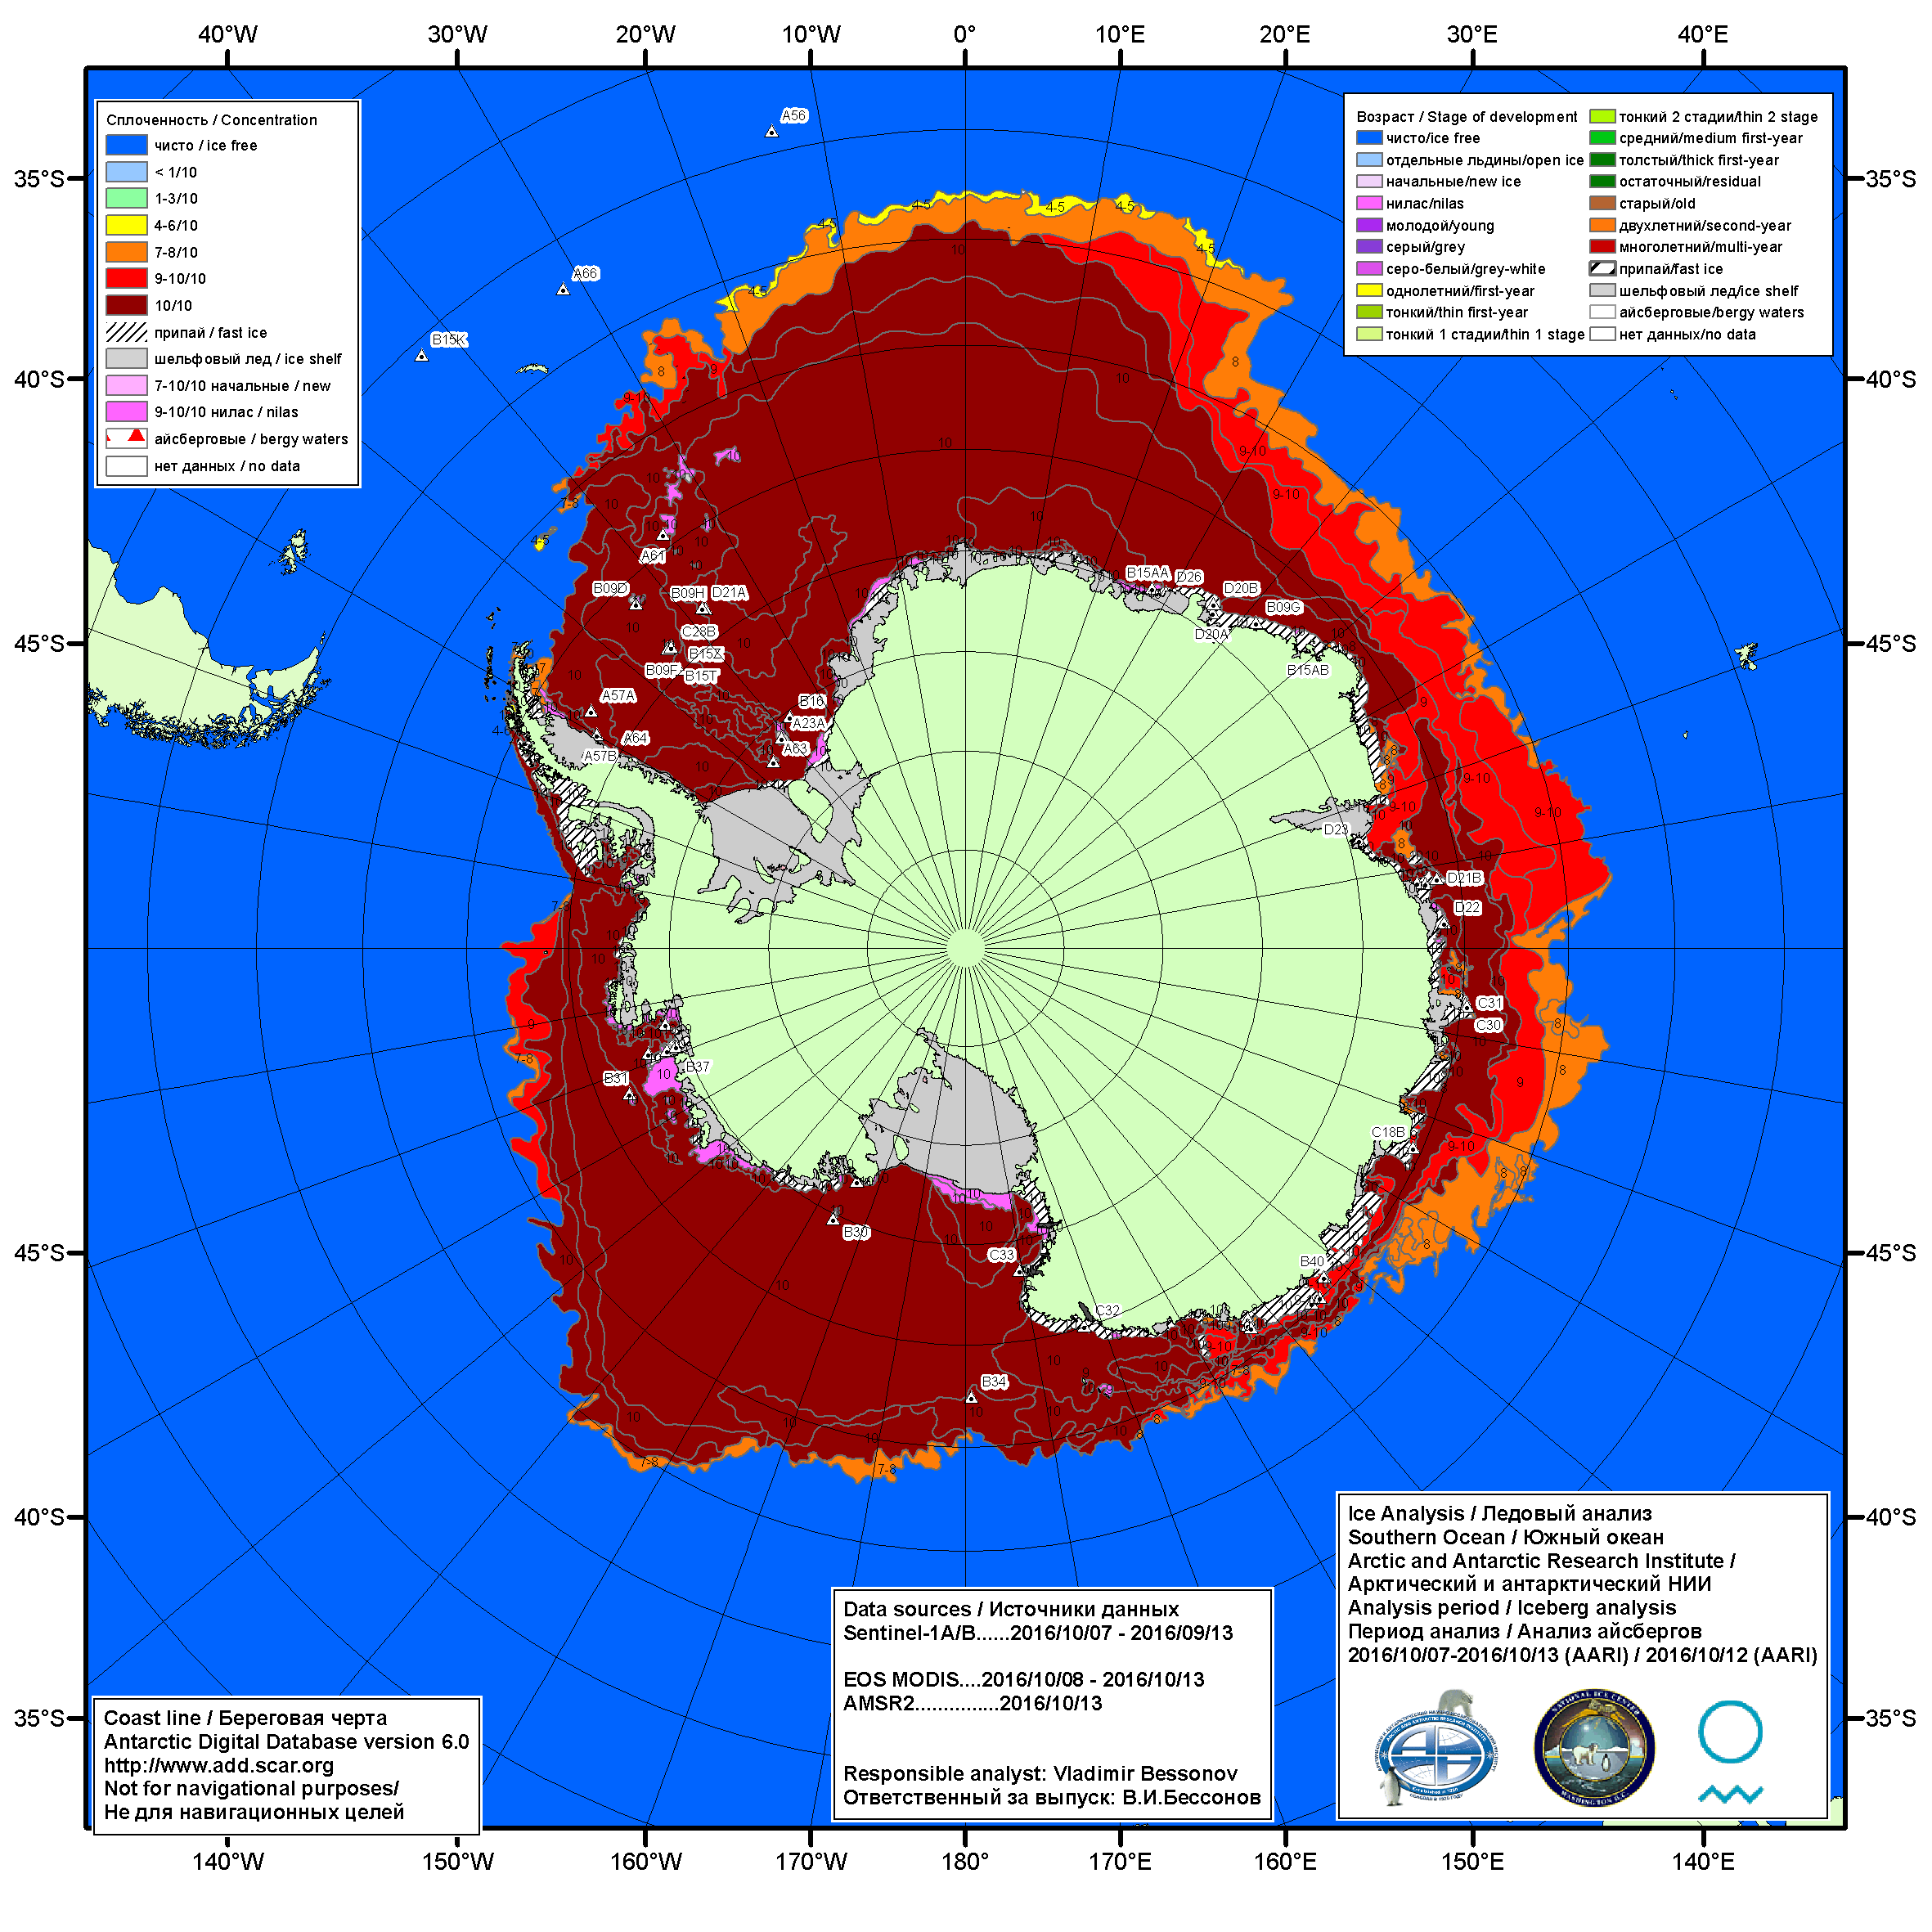 40°W 30°W 20°W 10°W 0° 10°E 20°E 30°E 40°E
35°S 35°S
40°S 40°S
45°S 45°S
45°S 45°S
40°S 40°S
35°S 35°S
140°W 150°W 160°W 170°W 180° 170°E 160°E 150°E 140°E
Сплоченность / Concentration
чисто / ice free
< 1/10
1-3/10
4-6/10
7-8/10
9-10/10
10/10
припай / fast ice
шельфовый лед / ice shelf
7-10/10 начальные / new
9-10/10 нилас / nilas
айсберговые / bergy waters
нет данных / no data
Возраст / Stage of development
чисто/ice free
отдельные льдины/open ice
начальные/new ice
нилас/nilas
молодой/young
серый/grey
серо-белый/grey-white
однолетний/first-year
тонкий/thin first-year
тонкий 1 стадии/thin 1 stage
тонкий 2 стадии/thin 2 stage
средний/medium first-year
толстый/thick first-year
остаточный/residual
старый/old
двухлетний/second-year
многолетний/multi-year
припай/fast ice
шельфовый лед/ice shelf
айсберговые/bergy waters
нет данных/no data
A56
A66
B15K
A61
B09D
B09H
D21A
C28B
B15Z
B09F
B15T
A57A
A64
A57B
B16
A23A
A63
B15AA
D26
D20B
B09G
D20A
B15AB
D23
D21B
D22
C31
C30
C18B
B40
C32
C33
B34
B30
B31
B37
Ice Analysis / Ледовый анализ
Southern Ocean / Южный океан
Arctic and Antarctic Research Institute /
Арктический и антарктический НИИ
Analysis period / Iceberg analysis
Период анализ / Анализ айсбергов
2016/10/07-2016/10/13 (AARI) / 2016/10/12 (AARI)
NATIONAL ICE CENTER
WASHINGTON D.C.
Data sources / Источники данных
Sentinel-1A/B......2016/10/07 - 2016/09/13
EOS MODIS....2016/10/08 - 2016/10/13
AMSR2...............2016/10/13
Responsible analyst: Vladimir Bessonov
Ответственный за выпуск: В.И.Бессонов
Coast line / Береговая черта
Antarctic Digital Database version 6.0
http://www.add.scar.org
Not for navigational purposes/
Не для навигационных целей